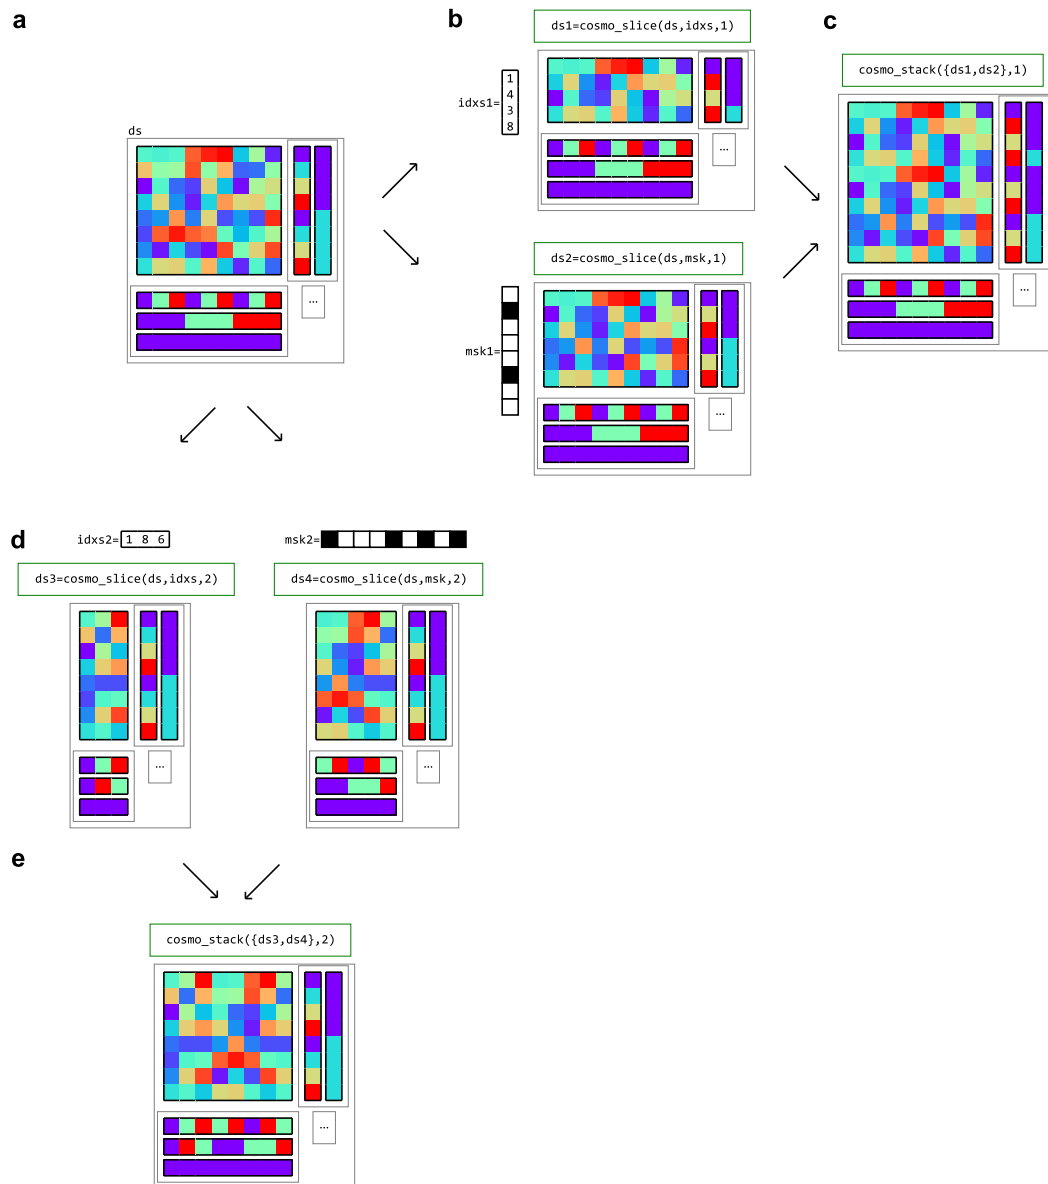 a
ds
...
b
ds1=cosmo_slice(ds,idxs,1)
idxs1=
1
4
3
8
...
ds2=cosmo_slice(ds,msk,1)
msk1=
...
c
cosmo_stack({ds1,ds2},1)
...
d
idxs2= 1 8 6
ds3=cosmo_slice(ds,idxs,2)
...
msk2=
ds4=cosmo_slice(ds,msk,2)
...
e
cosmo_stack({ds3,ds4},2)
...